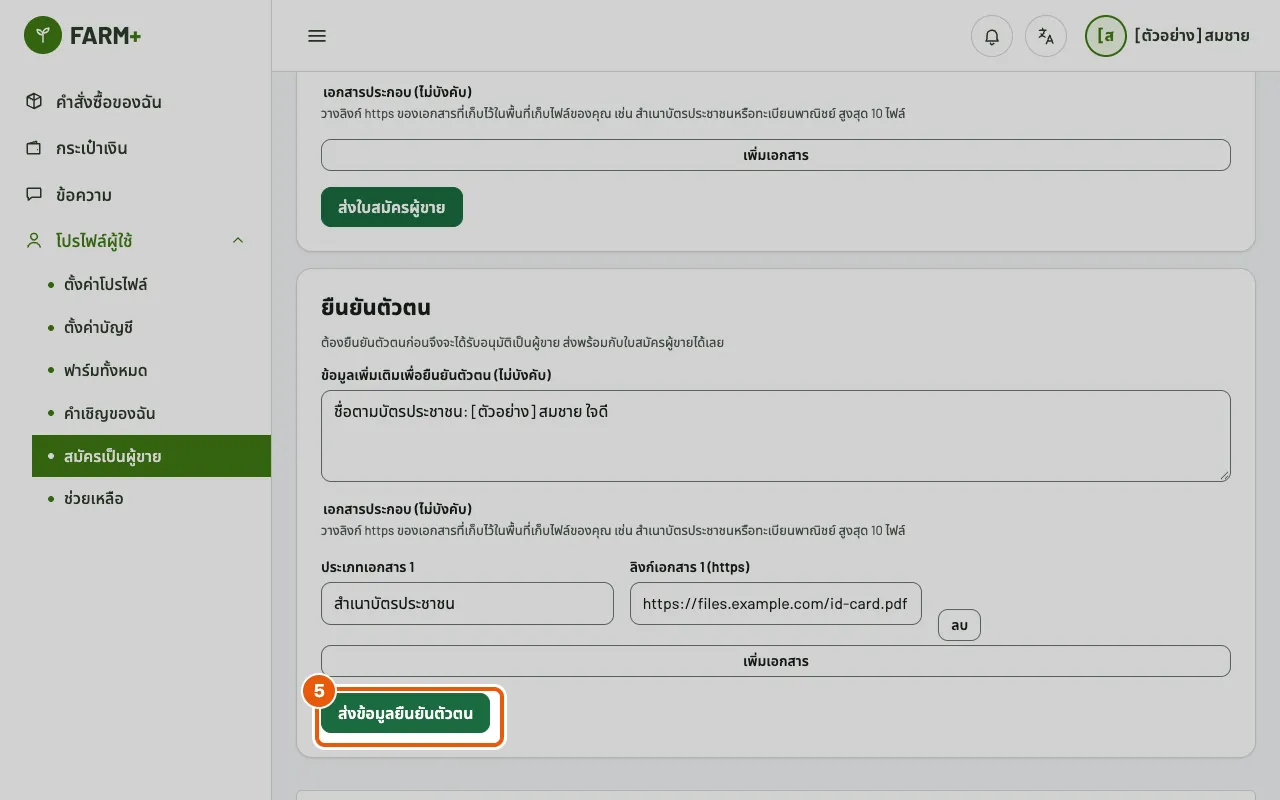 FARM+
[ส
[ตัวอย่าง] สมชาย
คำสั่งซื้อของฉัน
กระเป๋าเงิน
ข้อความ
โปรไฟล์ผู้ใช้
ตั้งค่าโปรไฟล์
ตั้งค่าบัญชี
ฟาร์มทั้งหมด
คำเชิญของฉัน
สมัครเป็นผู้ขาย
ช่วยเหลือ
เอกสารประกอบ (ไม่บังคับ)
วางลิงก์ https ของเอกสารที่เก็บไว้ในพื้นที่เก็บไฟล์ของคุณ เช่น สำเนาบัตรประชาชนหรือทะเบียนพาณิชย์ สูงสุด 10 ไฟล์
เพิ่มเอกสาร
ส่งใบสมัครผู้ขาย
ยืนยันตัวตน
ต้องยืนยันตัวตนก่อนจึงจะได้รับอนุมัติเป็นผู้ขาย ส่งพร้อมกับใบสมัครผู้ขายได้เลย
ข้อมูลเพิ่มเติมเพื่อยืนยันตัวตน (ไม่บังคับ)
ชื่อตามบัตรประชาชน: [ตัวอย่าง] สมชาย ใจดี
เอกสารประกอบ (ไม่บังคับ)
วางลิงก์ https ของเอกสารที่เก็บไว้ในพื้นที่เก็บไฟล์ของคุณ เช่น สำเนาบัตรประชาชนหรือทะเบียนพาณิชย์ สูงสุด 10 ไฟล์
ประเภทเอกสาร 1
ลิงก์เอกสาร 1 (https)
สำเนาบัตรประชาชน
https://files.example.com/id-card.pdf
ลบ
เพิ่มเอกสาร
5
ส่งข้อมูลยืนยันตัวตน